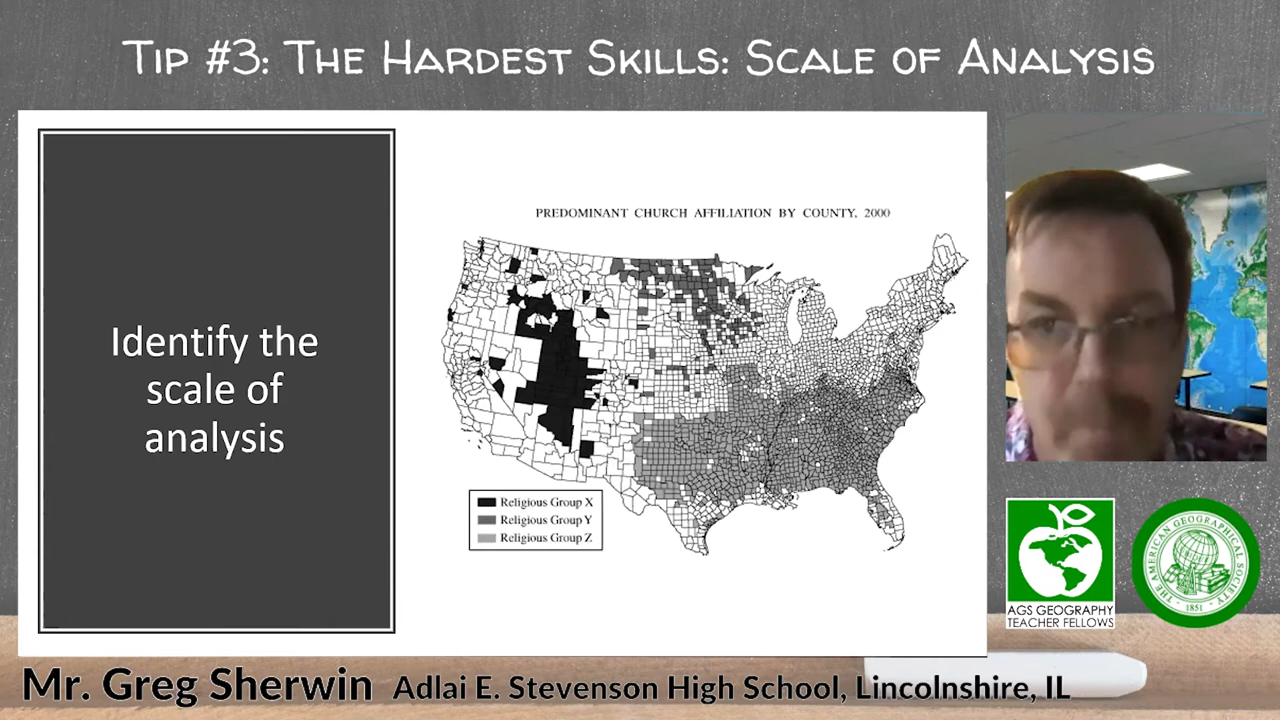 TIP #3: THE HARDEST SKILLS: SCALE OF ANALYSIS
Identify the
scale of
analysis
PREDOMINANT CHURCH AFFILIATION BY COUNTY, 2000
Religious Group X
Religious Group Y
Religious Group Z
AGS GEOGRAPHY
TEACHER FELLOWS
THE AMERICAN GEOGRAPHICAL SOCIETY
1851
Mr. Greg Sherwin Adlai E. Stevenson High School, Lincolnshire, IL